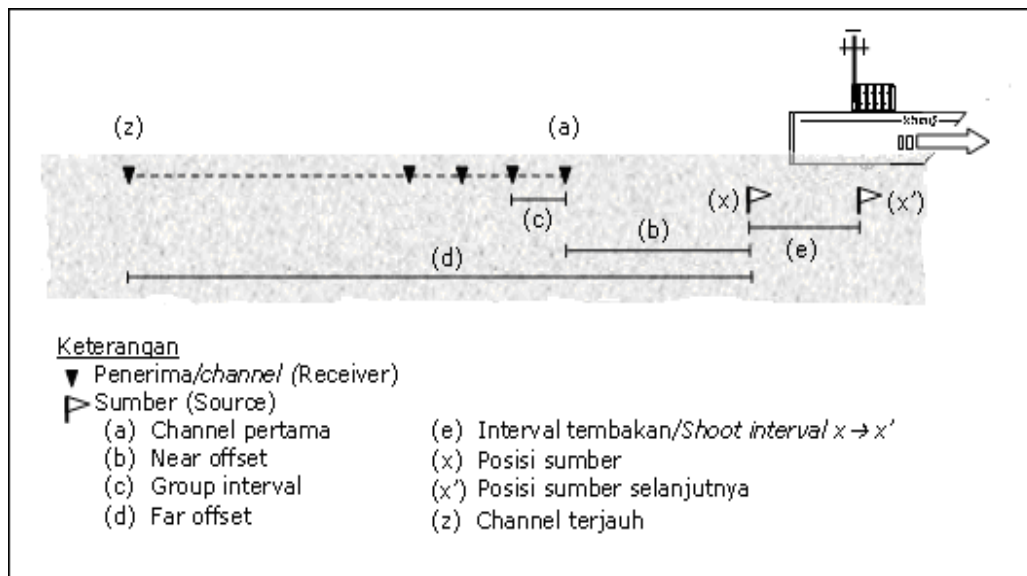 (z)
(a)
(c)
(x)
(x')
(b)
(e)
(d)
Keterangan
Penerima/channel (Receiver)
Sumber (Source)
(a) Channel pertama
(b) Near offset
(c) Group interval
(d) Far offset
(e) Interval tembakan/Shoot interval x → x'
(x) Posisi sumber
(x') Posisi sumber selanjutnya
(z) Channel terjauh